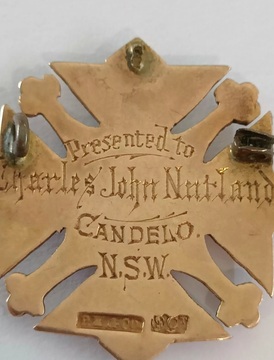 Presented to
Charles John Nutland
CANDELO.
N.S.W.